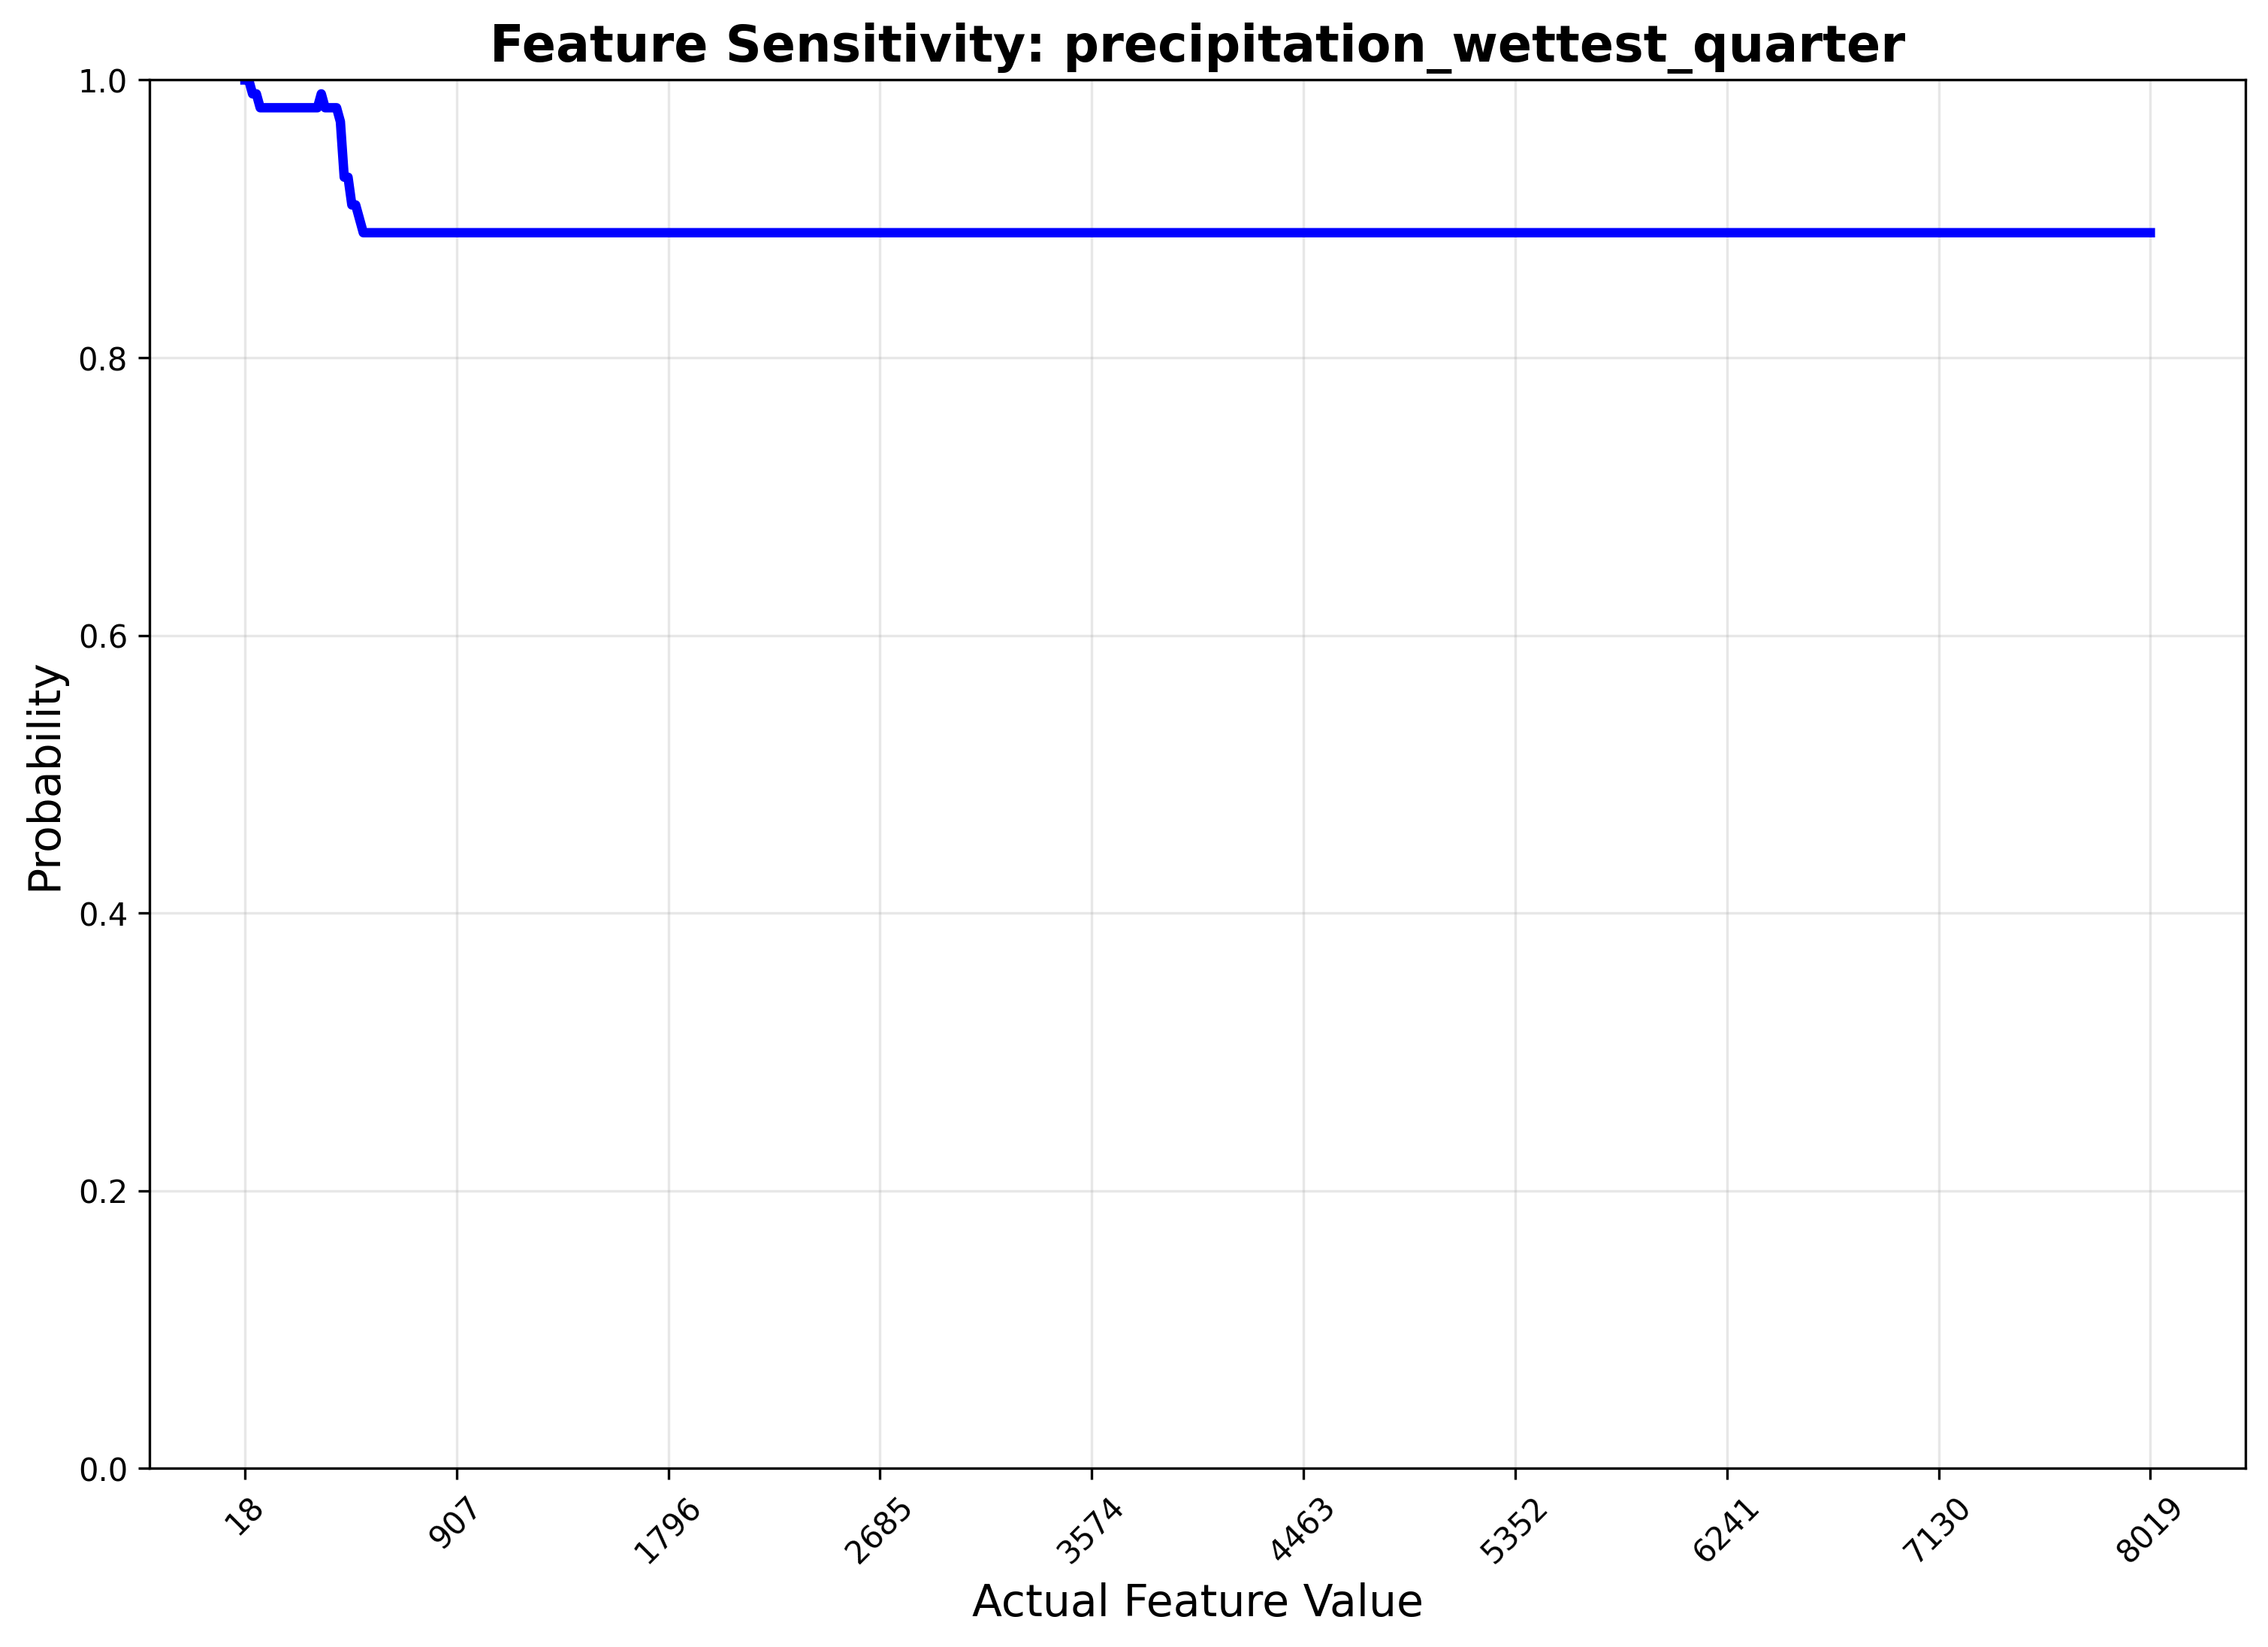 Feature Sensitivity: precipitation_wettest_quarter
1.0
0.8
0.6
0.4
0.2
0.0
Probability
18 907 1796 2685 3574 4463 5352 6241 7130 8019
Actual Feature Value